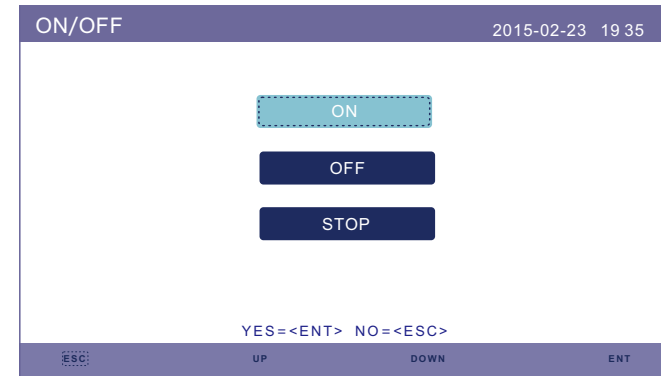 ON/OFF 2015-02-23 19 35
ON
OFF
STOP
YES=<ENT> NO=<ESC>
ESC UP DOWN ENT